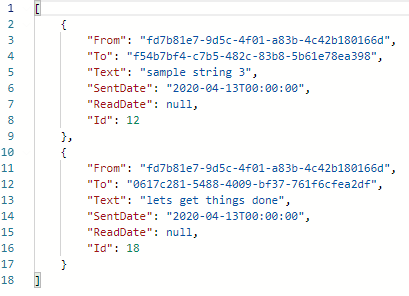 1 [
2 {
3 "From": "fd7b81e7-9d5c-4f01-a83b-4c42b180166d",
4 "To": "f54b7bf4-c7b5-482c-83b8-5b61e78ea398",
5 "Text": "sample string 3",
6 "SentDate": "2020-04-13T00:00:00",
7 "ReadDate": null,
8 "Id": 12
9 },
10 {
11 "From": "fd7b81e7-9d5c-4f01-a83b-4c42b180166d",
12 "To": "0617c281-5488-4009-bf37-761f6cfea2df",
13 "Text": "lets get things done",
14 "SentDate": "2020-04-13T00:00:00",
15 "ReadDate": null,
16 "Id": 18
17 }
18 ]